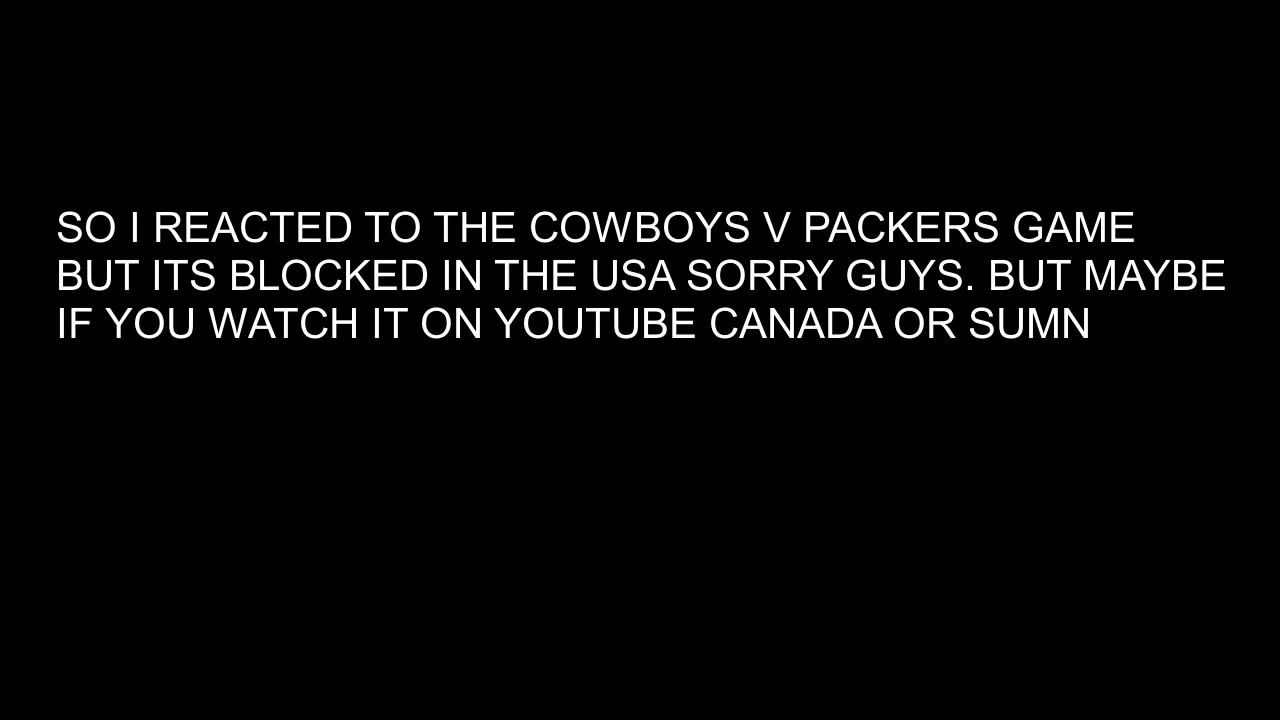 SO I REACTED TO THE COWBOYS V PACKERS GAME
BUT ITS BLOCKED IN THE USA SORRY GUYS. BUT MAYBE
IF YOU WATCH IT ON YOUTUBE CANADA OR SUMN